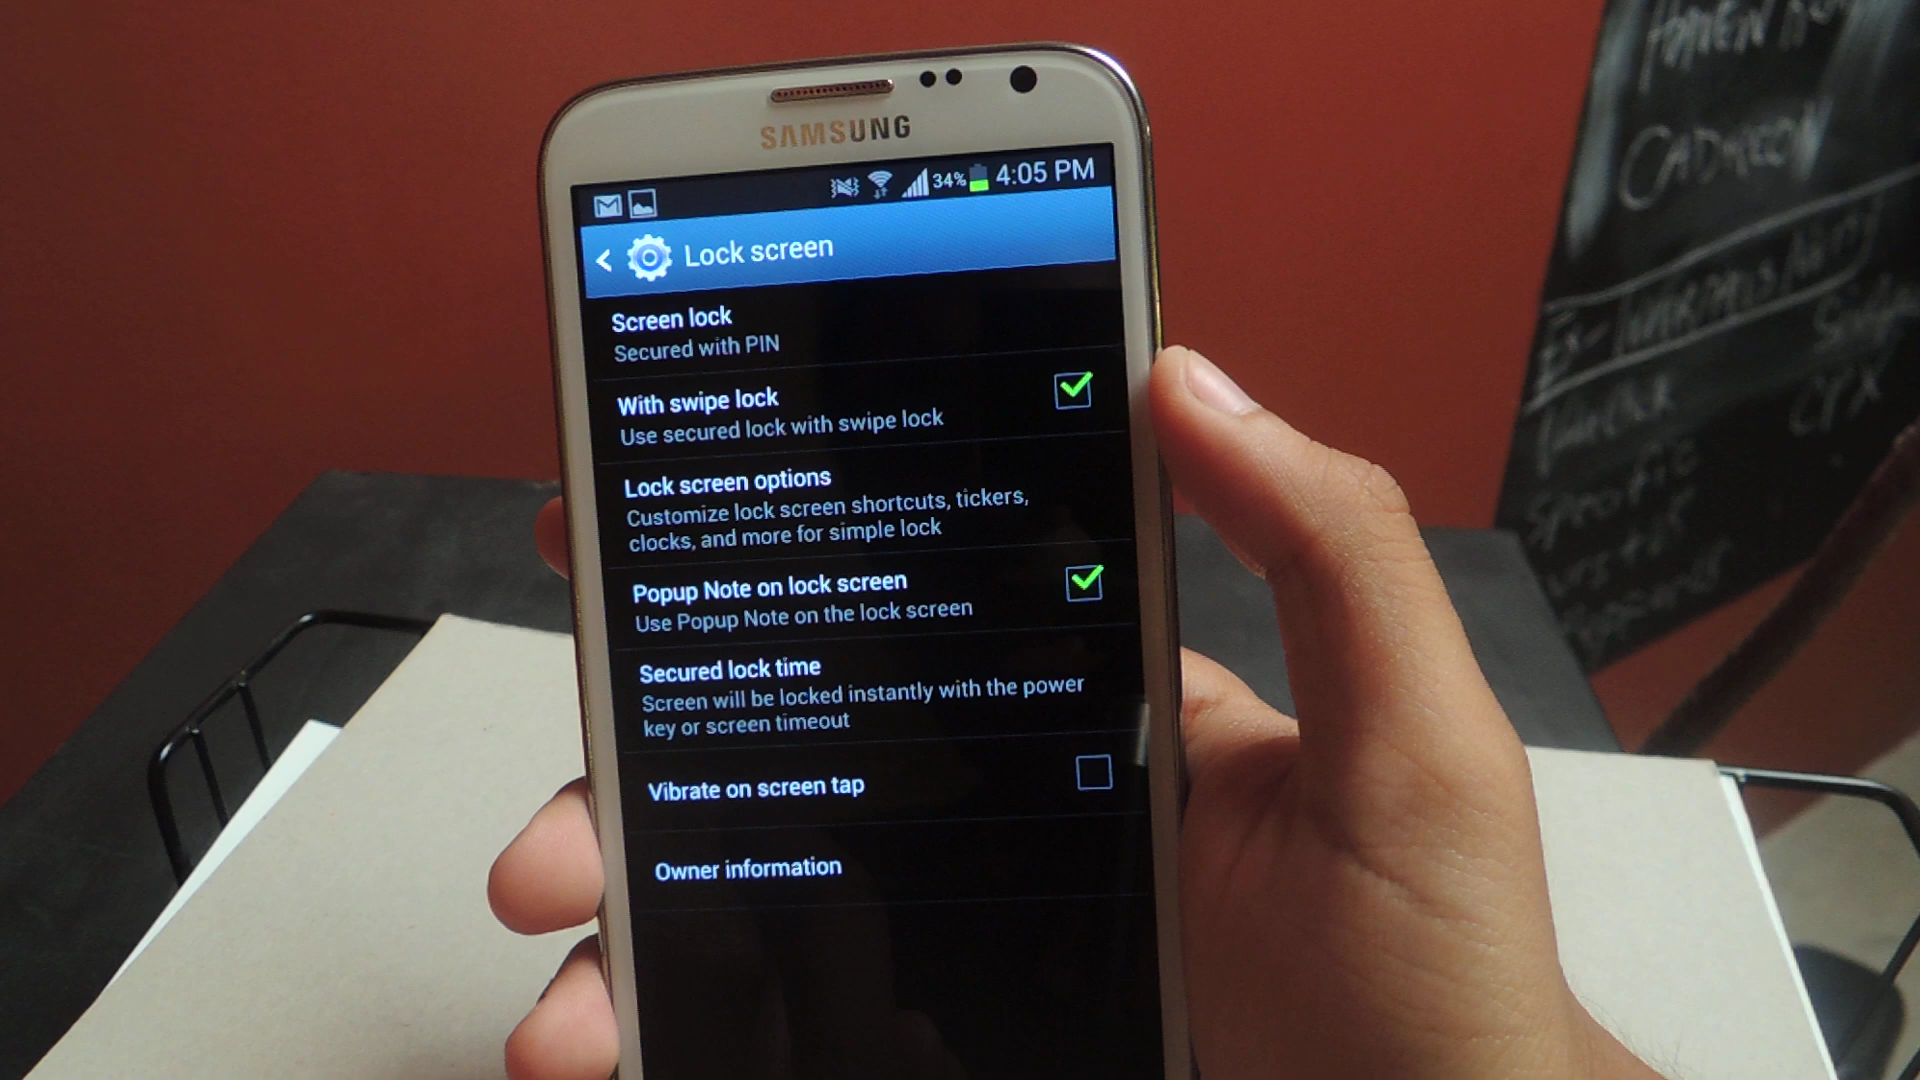 SAMSUNG
34% 4:05 PM
Lock screen
Screen lock
Secured with PIN
With swipe lock
Use secured lock with swipe lock
Lock screen options
Customize lock screen shortcuts, tickers,
clocks, and more for simple lock
Popup Note on lock screen
Use Popup Note on the lock screen
Secured lock time
Screen will be locked instantly with the power
key or screen timeout
Vibrate on screen tap
Owner information